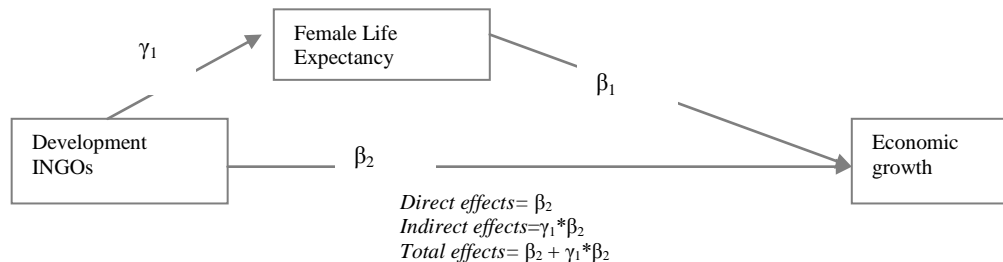 Female Life
Expectancy
γ₁
β₁
Development
INGOs
β₂
Economic
growth
Direct effects= β₂
Indirect effects=γ₁*β₂
Total effects= β₂ + γ₁*β₂